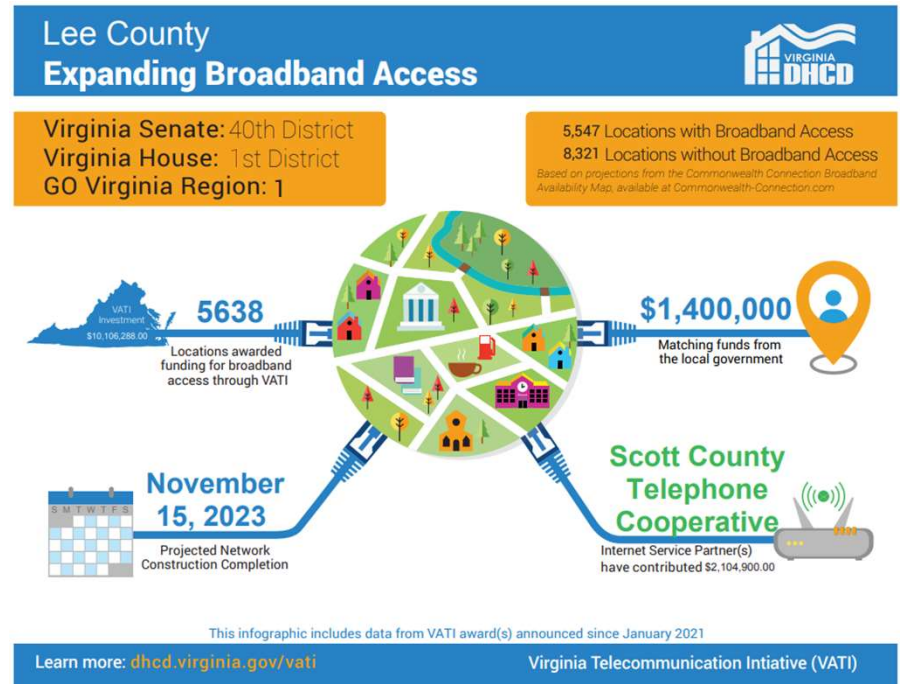 Lee County
Expanding Broadband Access
VIRGINIA
DHCD
Virginia Senate: 40th District
Virginia House: 1st District
GO Virginia Region: 1
5,547 Locations with Broadband Access
8,321 Locations without Broadband Access
Based on projections from the Commonwealth Connection Broadband
Availability Map, available at Commonwealth-Connection.com
VATI
Investment
$10,106,288.00
5638
Locations awarded
funding for broadband
access through VATI
$1,400,000
Matching funds from
the local government
S M T W T F S
November
15, 2023
Projected Network
Construction Completion
Scott County
Telephone
Cooperative
Internet Service Partner(s)
have contributed $2,104,900.00
This infographic includes data from VATI award(s) announced since January 2021
Learn more: dhcd.virginia.gov/vati
Virginia Telecommunication Intiative (VATI)